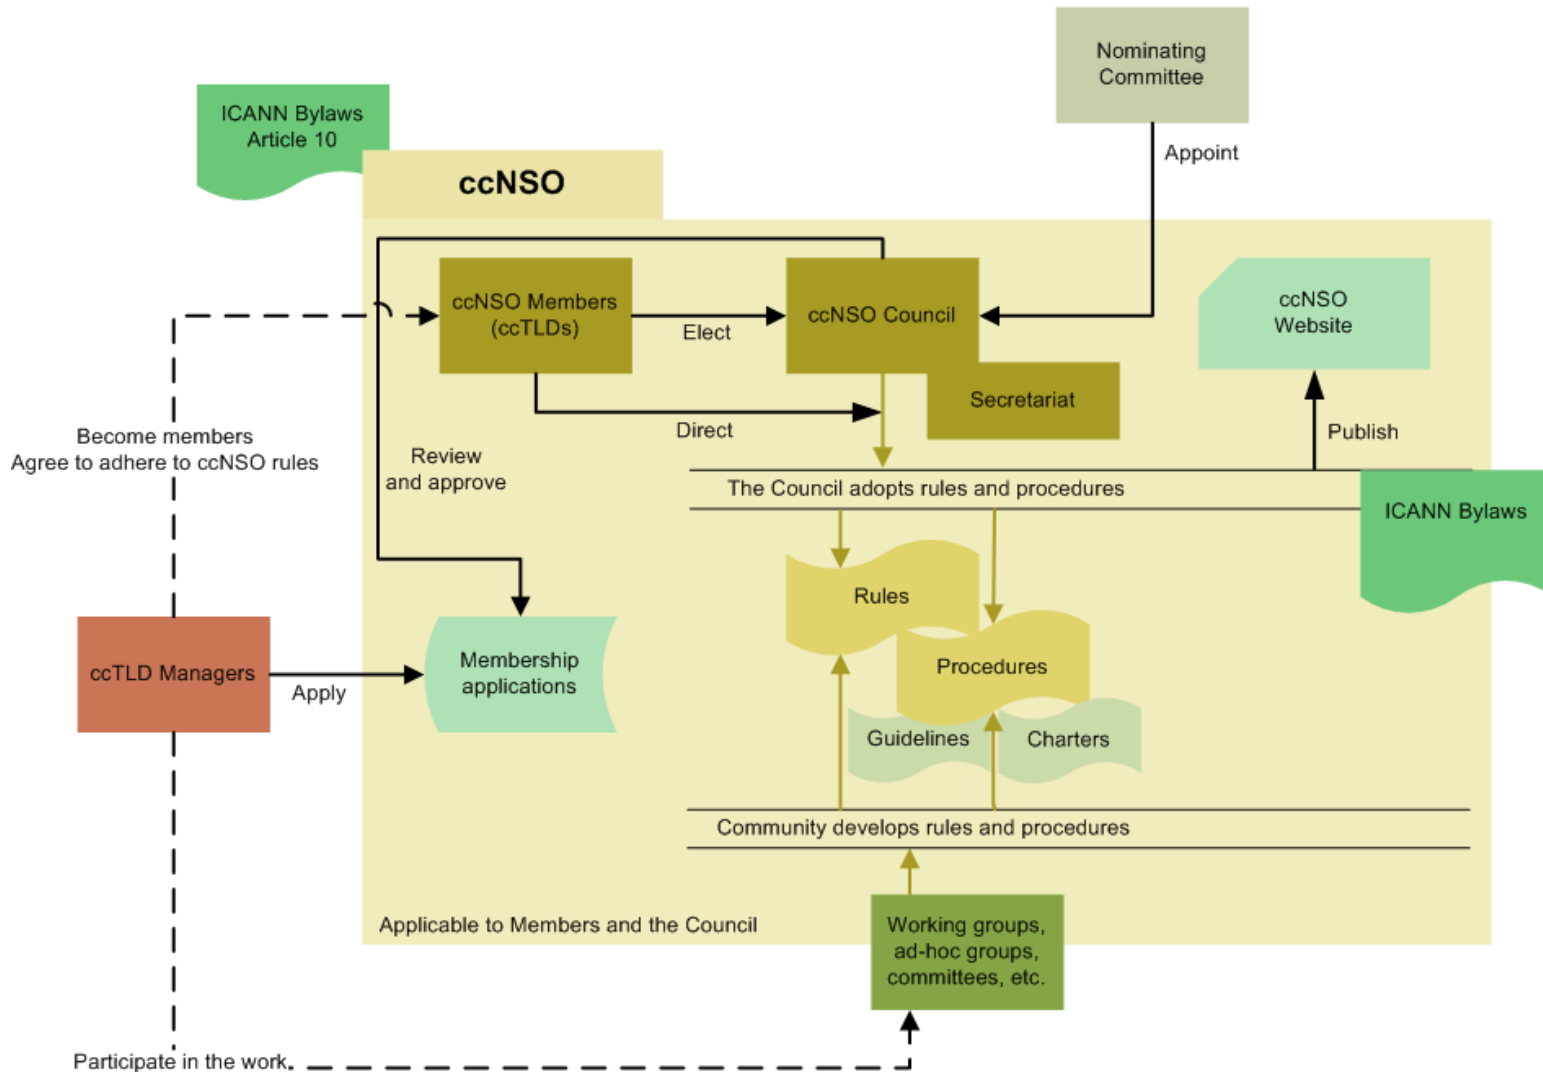 Nominating
Committee
ICANN Bylaws
Article 10
Appoint
ccNSO
ccNSO Members
(ccTLDs)
Elect
ccNSO Council
ccNSO
Website
Secretariat
Direct
Publish
Become members
Agree to adhere to ccNSO rules
Review
and approve
The Council adopts rules and procedures
ICANN Bylaws
Rules
Procedures
ccTLD Managers
Apply
Membership
applications
Guidelines
Charters
Community develops rules and procedures
Applicable to Members and the Council
Working groups,
ad-hoc groups,
committees, etc.
Participate in the work